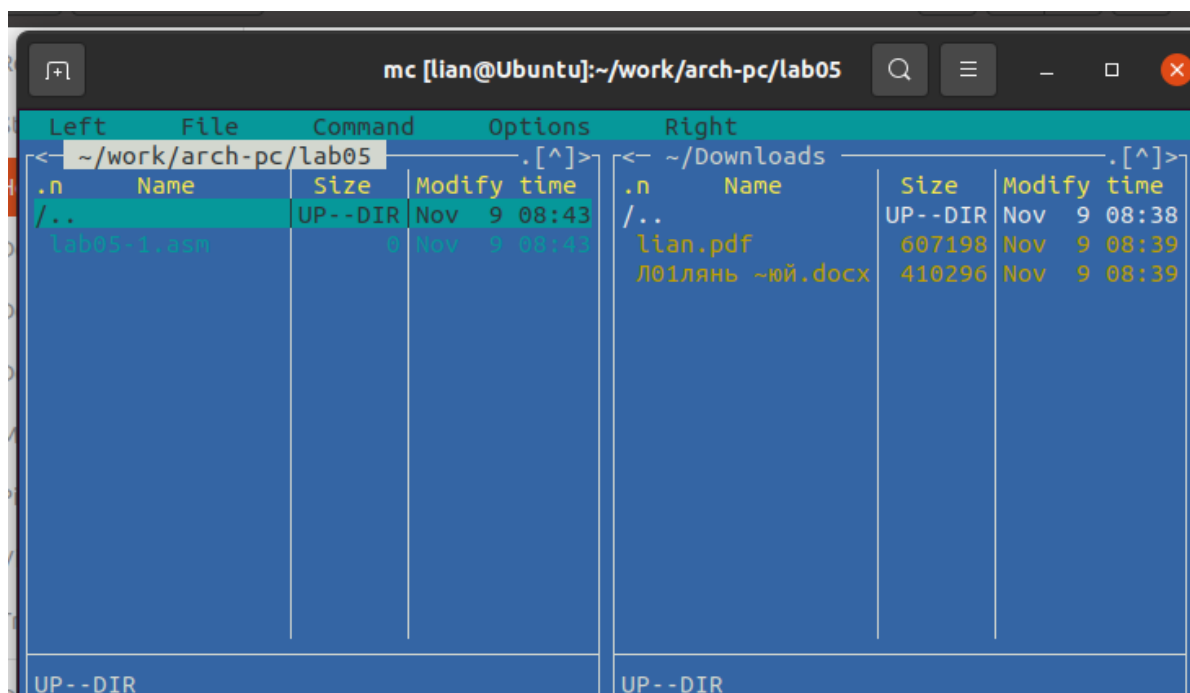 mc [lian@Ubuntu]:~/work/arch-pc/lab05
Left File Command Options Right
<─ ~/work/arch-pc/lab05 ─.[^]>
.n Name Size Modify time
/.. UP--DIR Nov 9 08:43
lab05-1.asm 0 Nov 9 08:43
UP--DIR
<─ ~/Downloads ─.[^]>
.n Name Size Modify time
/.. UP--DIR Nov 9 08:38
lian.pdf 607198 Nov 9 08:39
Л01лянь ~юй.docx 410296 Nov 9 08:39
UP--DIR